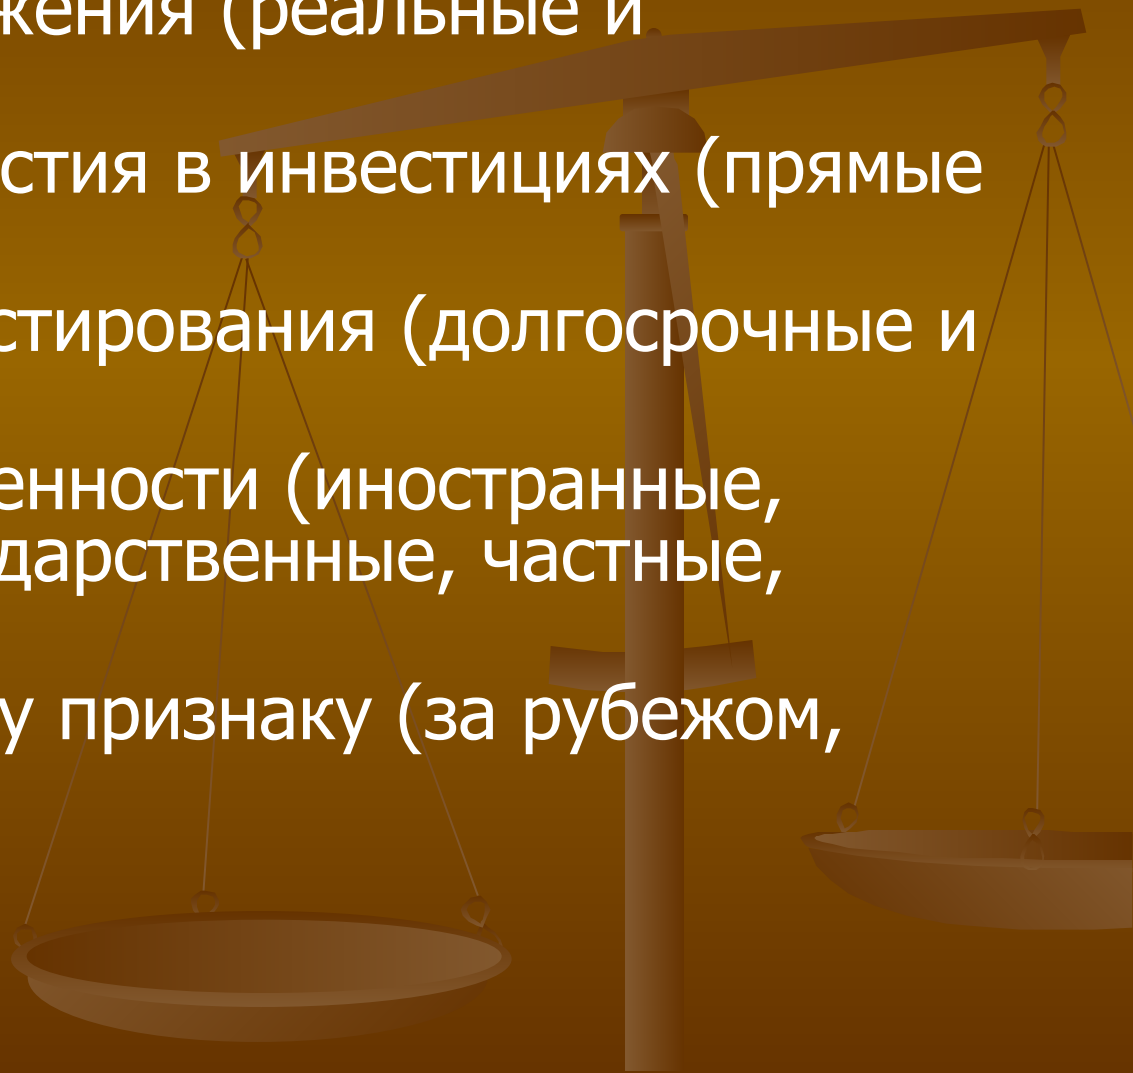 жения (реальные и
стия в инвестициях (прямые
стирования (долгосрочные и
енности (иностранные,
дарственные, частные,
у признаку (за рубежом,